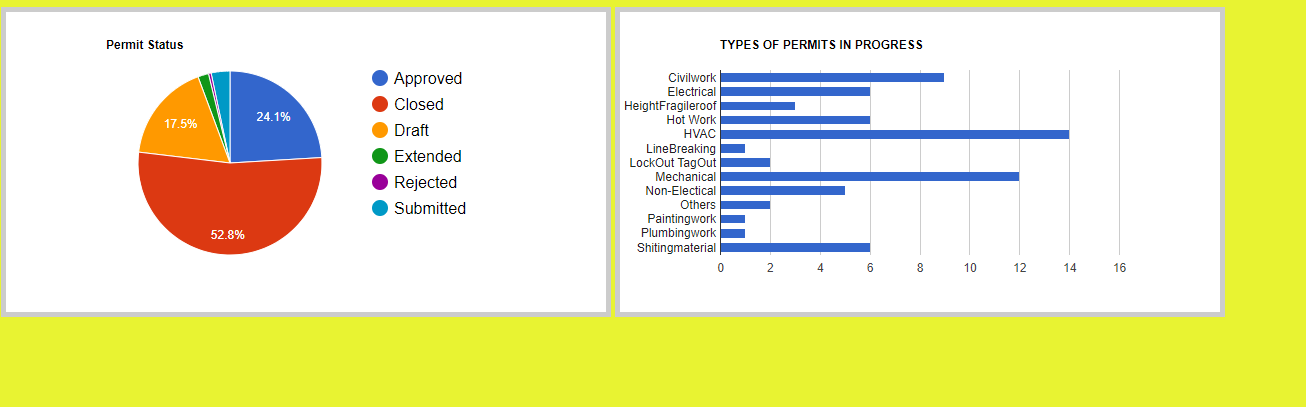 Permit Status
Approved
Closed
Draft
Extended
Rejected
Submitted
24.1%
17.5%
52.8%
TYPES OF PERMITS IN PROGRESS
Civilwork
Electrical
HeightFragileroof
Hot Work
HVAC
LineBreaking
LockOut TagOut
Mechanical
Non-Electical
Others
Paintingwork
Plumbingwork
Shitingmaterial
0 2 4 6 8 10 12 14 16